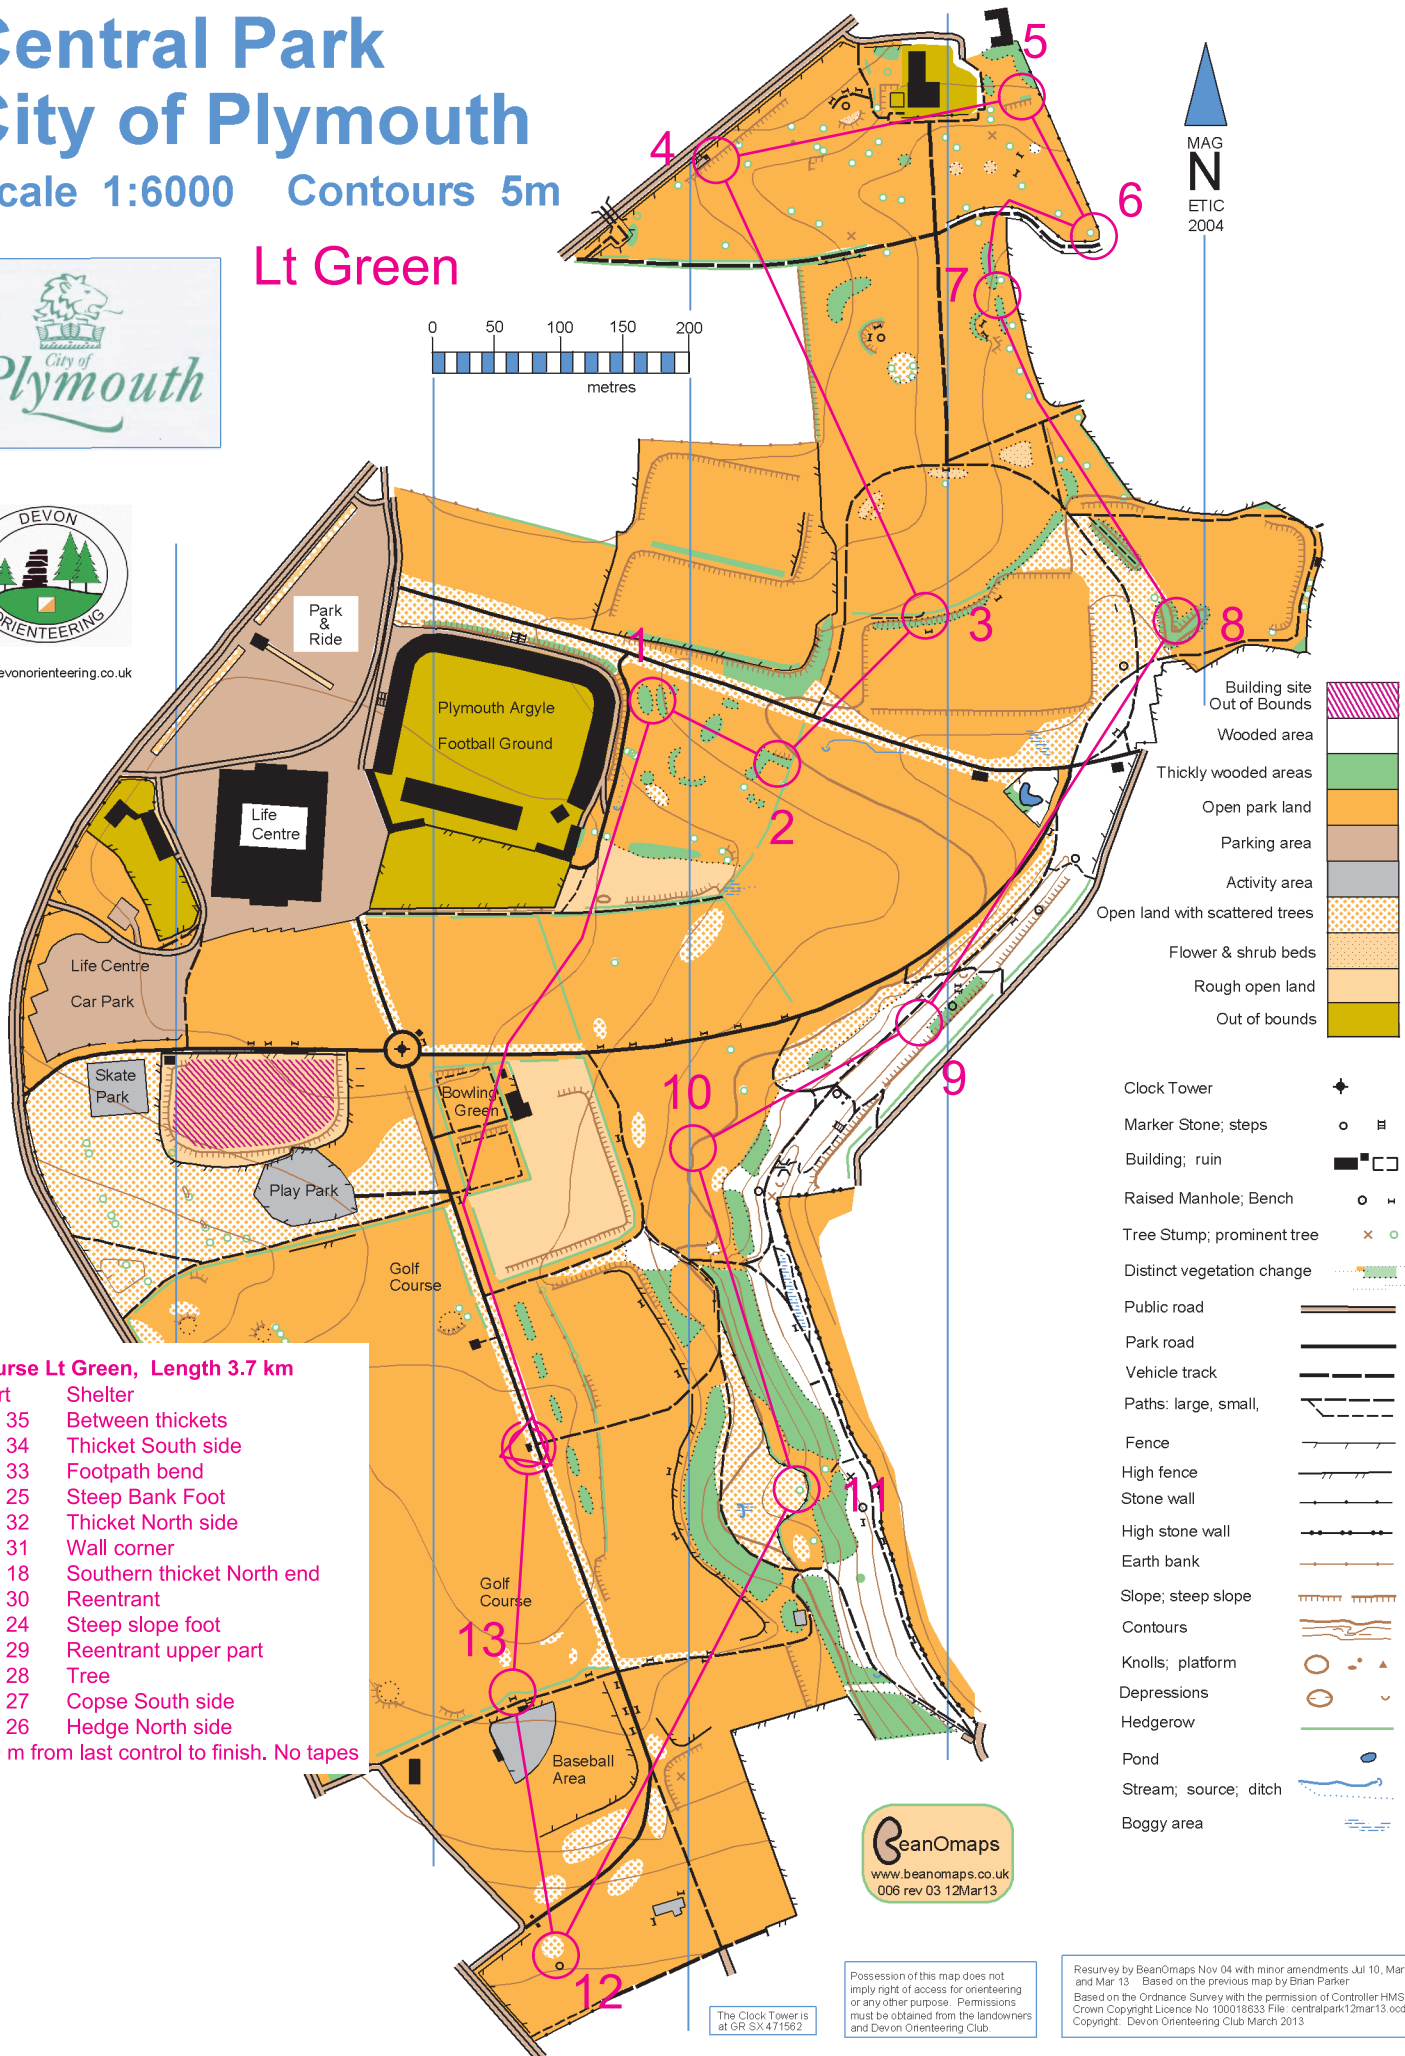 Central Park
City of Plymouth
cale 1:6000 Contours 5m
Lt Green
City of
Plymouth
DEVON
ORIENTEERING
evonorienteering.co.uk
0 50 100 150 200
metres
MAG
N
ETIC
2004
1
2
3
4
5
6
7
8
9
10
11
12
13
Park
&
Ride
Plymouth Argyle
Football Ground
Life
Centre
Life Centre
Car Park
Skate
Park
Play Park
Bowling
Green
Golf
Course
Golf
Course
Baseball
Area
Building site
Out of Bounds
Wooded area
Thickly wooded areas
Open park land
Parking area
Activity area
Open land with scattered trees
Flower & shrub beds
Rough open land
Out of bounds
Clock Tower
Marker Stone; steps
Building; ruin
Raised Manhole; Bench
Tree Stump; prominent tree
Distinct vegetation change
Public road
Park road
Vehicle track
Paths: large, small,
Fence
High fence
Stone wall
High stone wall
Earth bank
Slope; steep slope
Contours
Knolls; platform
Depressions
Hedgerow
Pond
Stream; source; ditch
Boggy area
urse Lt Green, Length 3.7 km
rt Shelter
35 Between thickets
34 Thicket South side
33 Footpath bend
25 Steep Bank Foot
32 Thicket North side
31 Wall corner
18 Southern thicket North end
30 Reentrant
24 Steep slope foot
29 Reentrant upper part
28 Tree
27 Copse South side
26 Hedge North side
m from last control to finish. No tapes
BeanOmaps
www.beanomaps.co.uk
006 rev 03 12Mar13
The Clock Tower is
at GR SX 471562
Possession of this map does not
imply right of access for orienteering
or any other purpose. Permissions
must be obtained from the landowners
and Devon Orienteering Club.
Resurvey by BeanOmaps Nov 04 with minor amendments Jul 10, Mar
and Mar 13 Based on the previous map by Brian Parker
Based on the Ordnance Survey with the permission of Controller HMS
Crown Copyright Licence No 100018633 File: centralpark12mar13.ocd
Copyright: Devon Orienteering Club March 2013